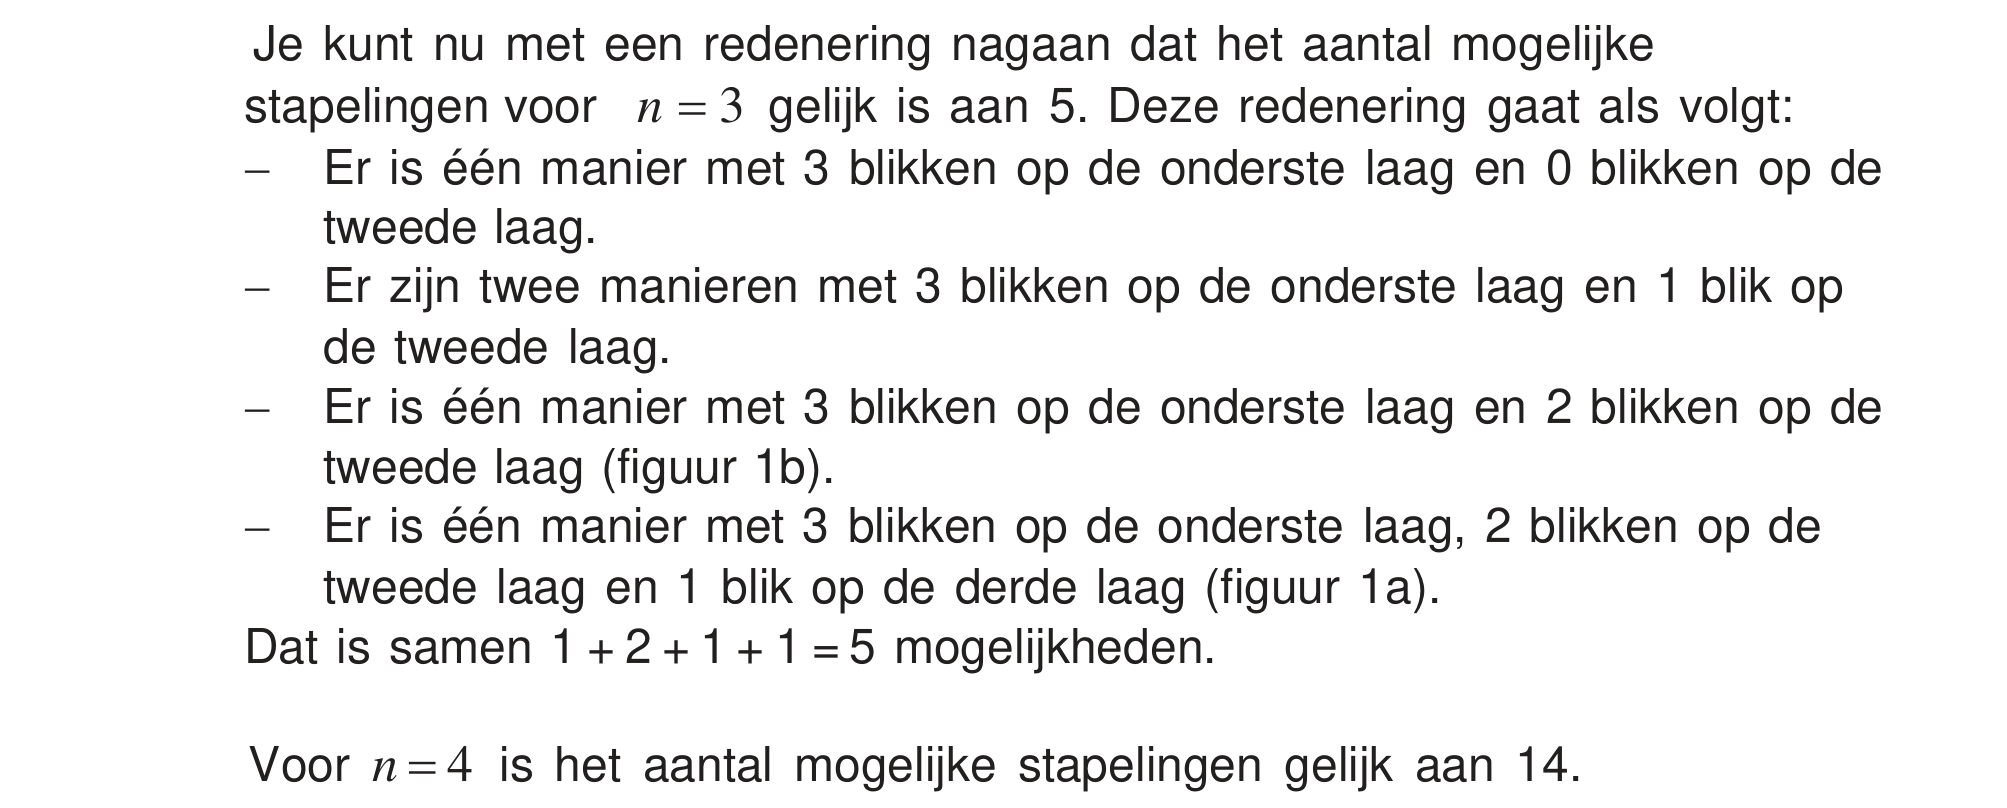 Je kunt nu met een redenering nagaan dat het aantal mogelijke
stapelingen voor n = 3 gelijk is aan 5. Deze redenering gaat als volgt:
– Er is één manier met 3 blikken op de onderste laag en 0 blikken op de
tweede laag.
– Er zijn twee manieren met 3 blikken op de onderste laag en 1 blik op
de tweede laag.
– Er is één manier met 3 blikken op de onderste laag en 2 blikken op de
tweede laag (figuur 1b).
– Er is één manier met 3 blikken op de onderste laag, 2 blikken op de
tweede laag en 1 blik op de derde laag (figuur 1a).
Dat is samen 1 + 2 + 1 + 1 = 5 mogelijkheden.
Voor n = 4 is het aantal mogelijke stapelingen gelijk aan 14.